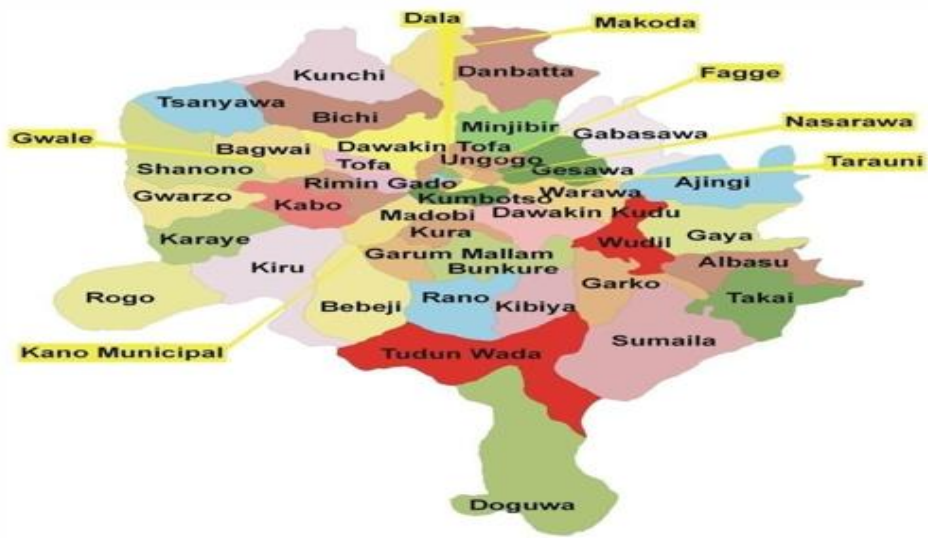 Dala
Makoda
Kunchi
Danbatta
Fagge
Tsanyawa
Bichi
Minjibir
Nasarawa
Gabasawa
Gwale
Bagwai
Dawakin Tofa
Shanono
Tofa
Ungogo
Gesawa
Tarauni
Rimin Gado
Ajingi
Gwarzo
Kabo
Kumbotso
Warawa
Madobi
Dawakin Kudu
Karaye
Kura
Wudil
Gaya
Kiru
Garum Mallam
Albasu
Bunkure
Rogo
Bebeji
Rano
Kibiya
Garko
Takai
Kano Municipal
Tudun Wada
Sumaila
Doguwa